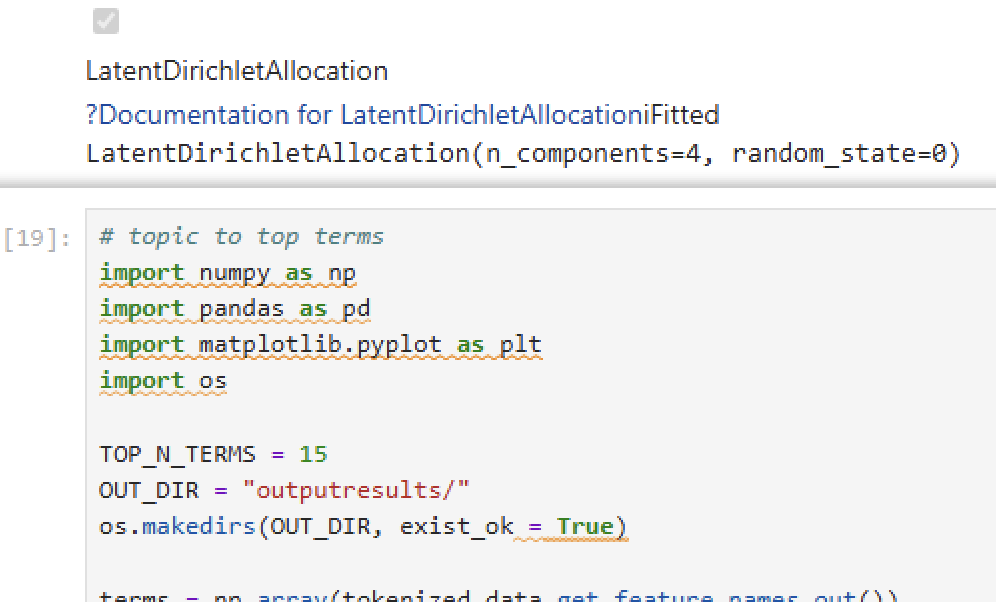 LatentDirichletAllocation
?Documentation for LatentDirichletAllocationiFitted
LatentDirichletAllocation(n_components=4, random_state=0)
[19]:
# topic to top terms
import numpy as np
import pandas as pd
import matplotlib.pyplot as plt
import os
TOP_N_TERMS = 15
OUT_DIR = "outputresults/"
os.makedirs(OUT_DIR, exist_ok = True)
terms = np.array(tokenized_data.get_feature_names_out())